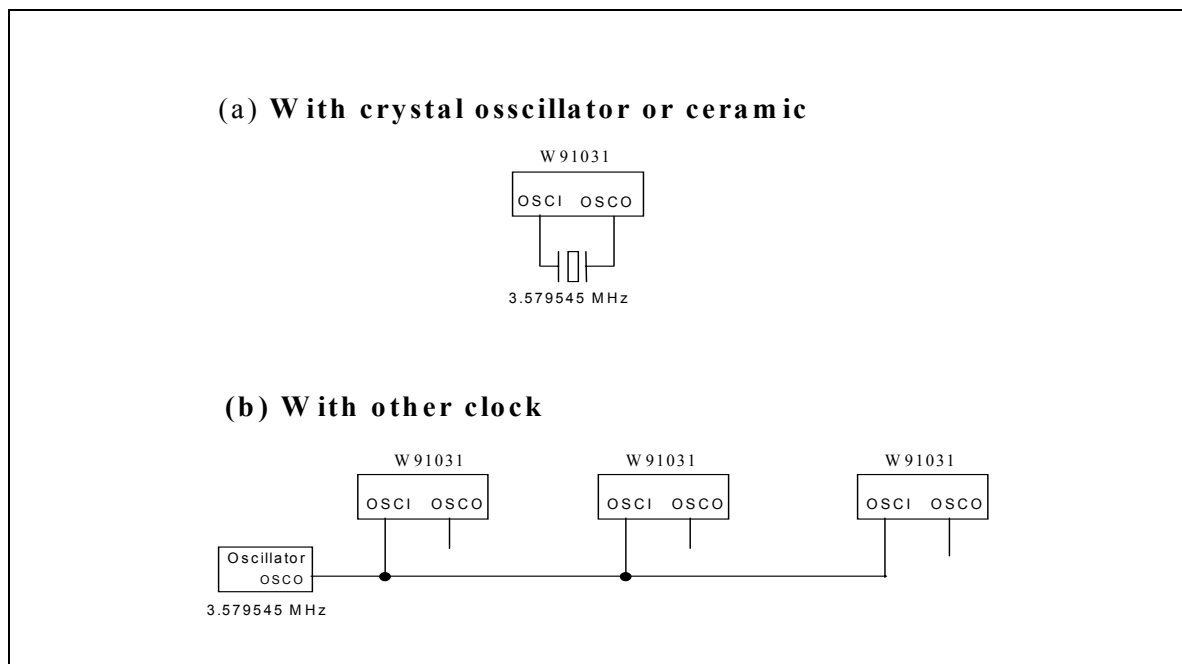 (a) With crystal osscillator or ceramic
W91031
OSCI OSCO
3.579545 MHz
(b) With other clock
W91031 W91031 W91031
OSCI OSCO OSCI OSCO OSCI OSCO
Oscillator
OSCO
3.579545 MHz